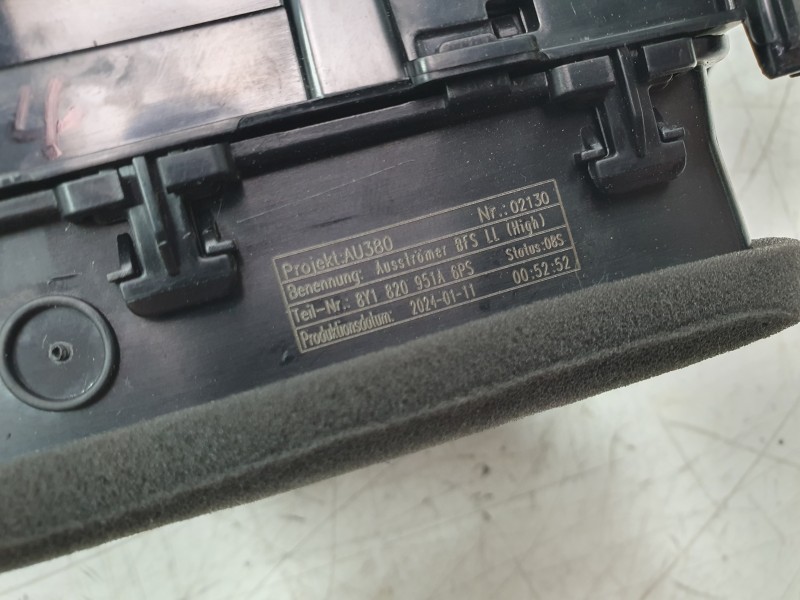 Projekt:AU380 Nr.: 02130
Benennung: Ausströmer BFS LL (High)
Teil-Nr.: 8Y1 820 951A 6PS Status:08S
Produktionsdatum: 2024-01-11 00:52:52